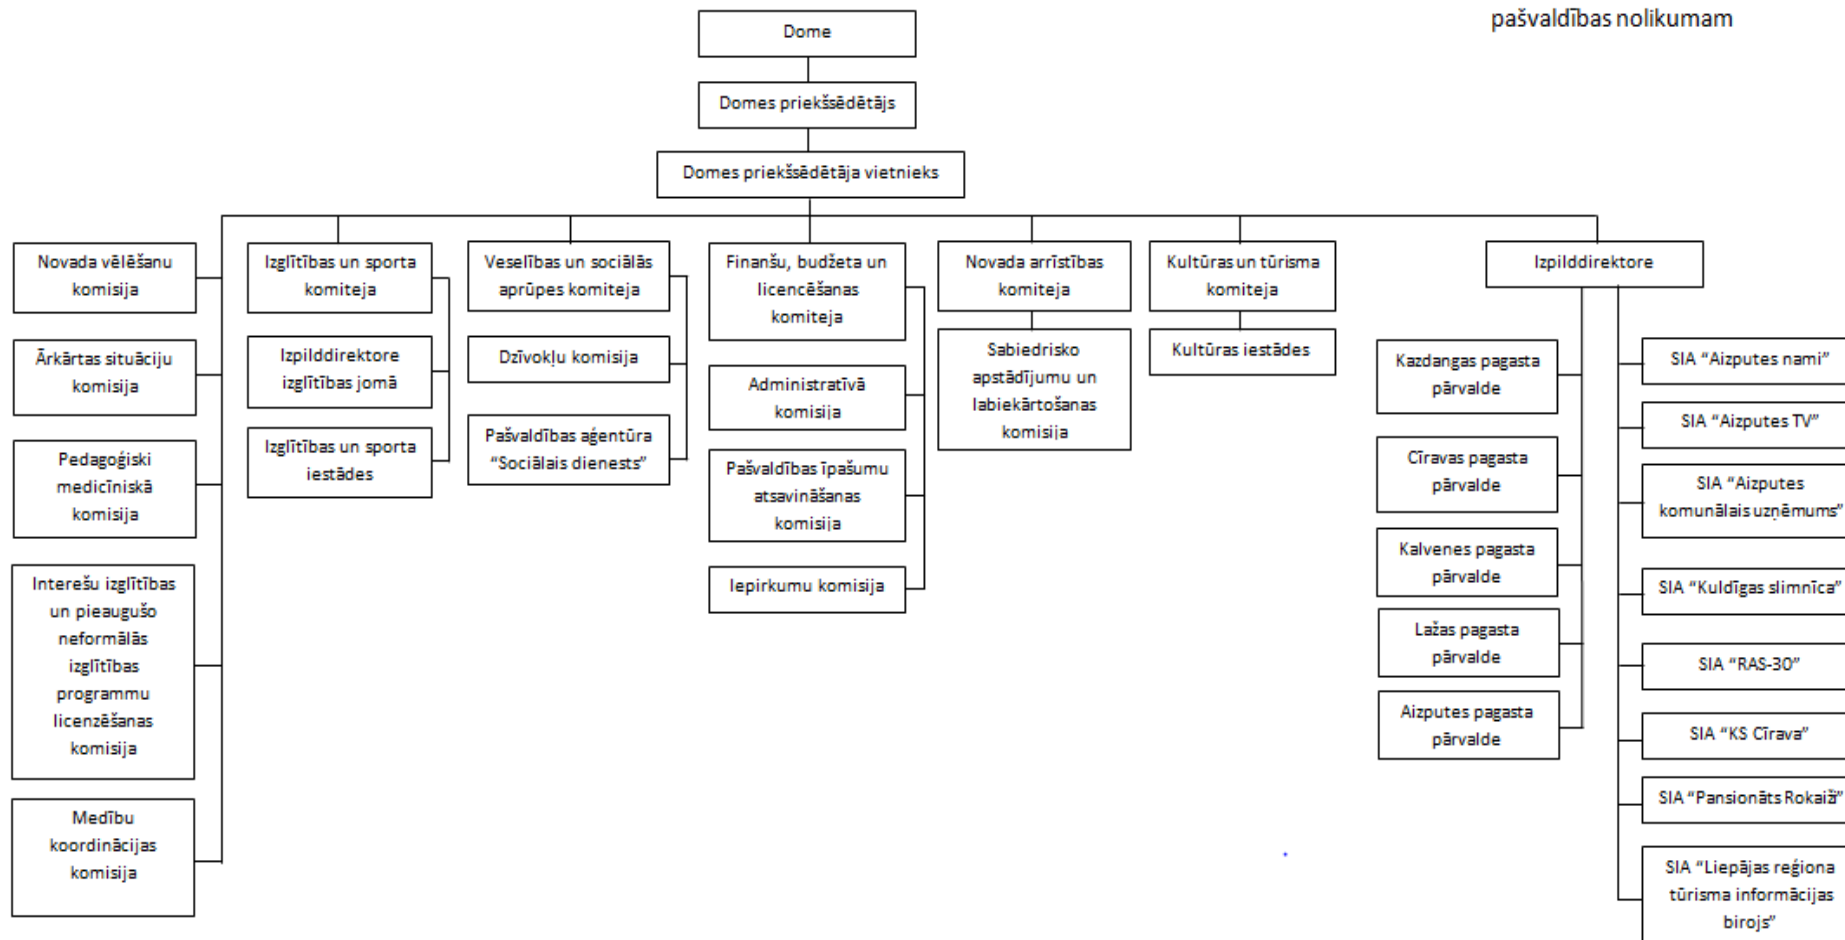 pašvaldības nolikumam
Dome
Domes priekšsēdētājs
Domes priekšsēdētāja vietnieks
Novada vēlēšanu
komisija
Ārkārtas situāciju
komisija
Pedagoģiski
medicīniskā
komisija
Interešu izglītības
un pieaugušo
neformālās
izglītības
programmu
licenzēšanas
komisija
Medību
koordinācijas
komisija
Izglītības un sporta
komiteja
Izpilddirektore
izglītības jomā
Izglītības un sporta
iestādes
Veselības un sociālās
aprūpes komiteja
Dzīvokļu komisija
Pašvaldības aģentūra
“Sociālais dienests”
Finanšu, budžeta un
licencēšanas
komiteja
Administratīvā
komisija
Pašvaldības īpašumu
atsavināšanas
komisija
Iepirkumu komisija
Novada arrīstības
komiteja
Sabiedrisko
apstādījumu un
labiekārtošanas
komisija
Kultūras un tūrisma
komiteja
Kultūras iestādes
Izpilddirektore
Kazdangas pagasta
pārvalde
Cīravas pagasta
pārvalde
Kalvenes pagasta
pārvalde
Lažas pagasta
pārvalde
Aizputes pagasta
pārvalde
SIA “Aizputes nami”
SIA “Aizputes TV”
SIA “Aizputes
komunālais uzņēmums”
SIA “Kuldīgas slimnīca”
SIA “RAS-30”
SIA “KS Cīrava”
SIA “Pansionāts Rokaiži”
SIA “Liepājas reģiona
tūrisma informācijas
birojs”